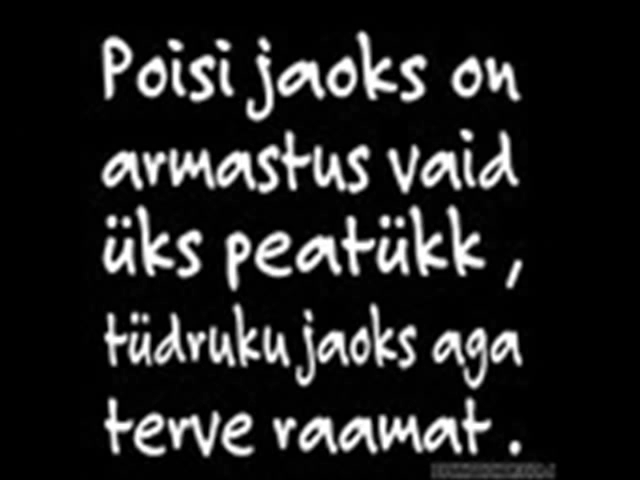 Poisi jaoks on
armastus vaid
üks peatükk ,
tüdruku jaoks aga
terve raamat .